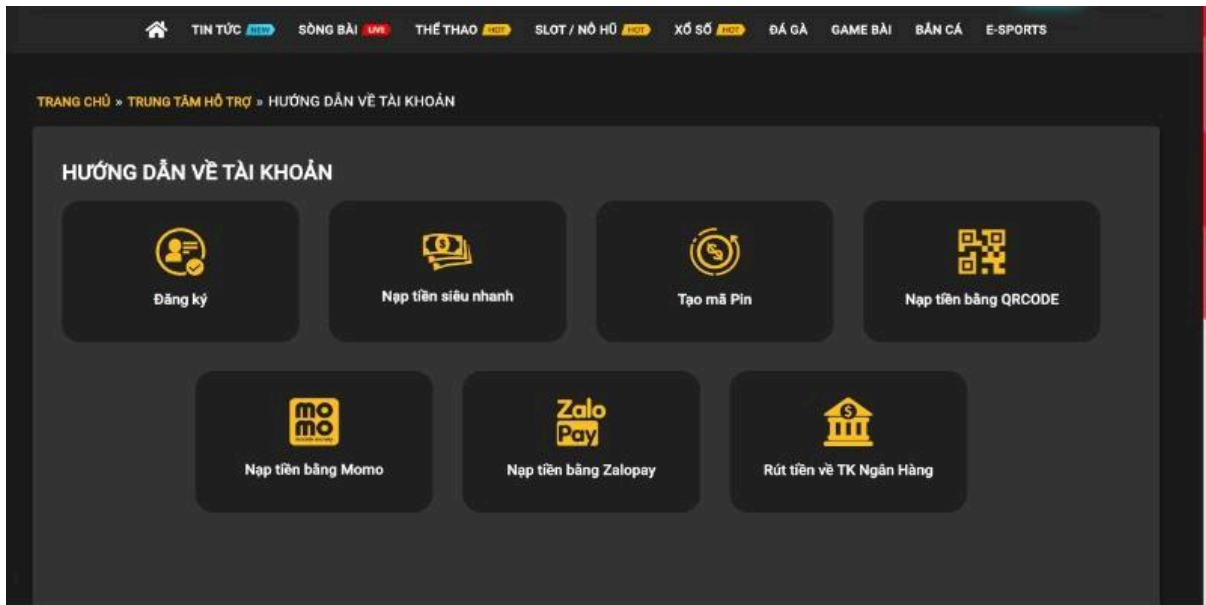 TIN TỨC NEW SÒNG BÀI LIVE THỂ THAO HOT SLOT / NỔ HŨ HOT XỔ SỐ HOT ĐÁ GÀ GAME BÀI BẮN CÁ E-SPORTS
TRANG CHỦ » TRUNG TÂM HỖ TRỢ » HƯỚNG DẪN VỀ TÀI KHOẢN
HƯỚNG DẪN VỀ TÀI KHOẢN
Đăng ký
Nạp tiền siêu nhanh
Tạo mã Pin
Nạp tiền bằng QRCODE
mo
mo
Nạp tiền bằng Momo
Zalo
Pay
Nạp tiền bằng Zalopay
Rút tiền về TK Ngân Hàng